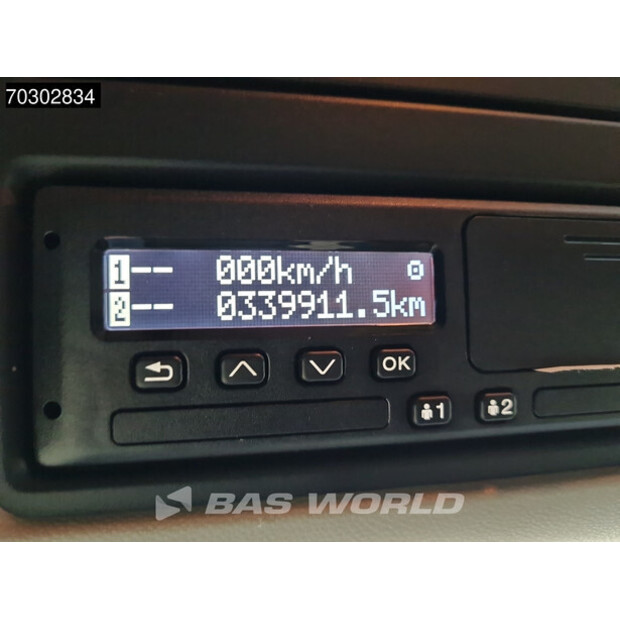 70302834
1-- 000km/h
2-- 0339911.5km
OK
1 2
BAS WORLD